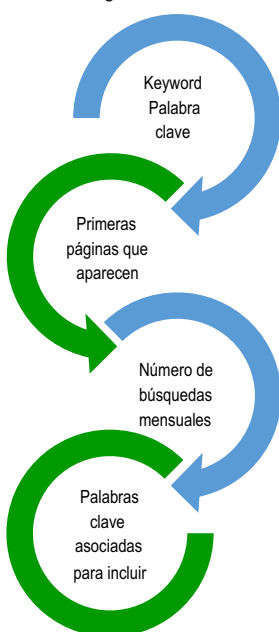 Keyword
Palabra
clave
Primeras
páginas que
aparecen
Número de
búsquedas
mensuales
Palabras
clave
asociadas
para incluir